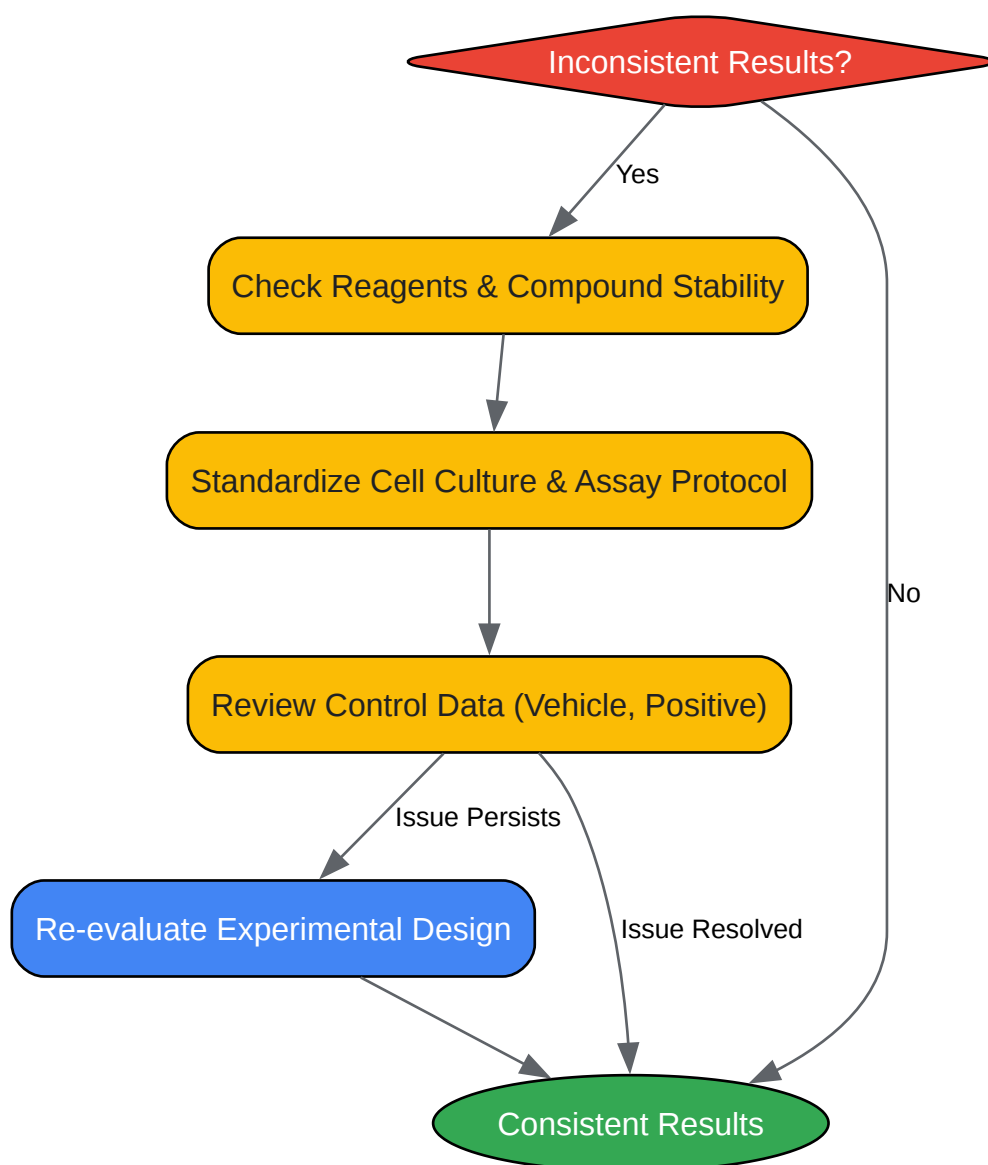 Inconsistent Results?
Yes
Check Reagents & Compound Stability
Standardize Cell Culture & Assay Protocol
No
Review Control Data (Vehicle, Positive)
Issue Persists
Re-evaluate Experimental Design
Issue Resolved
Consistent Results